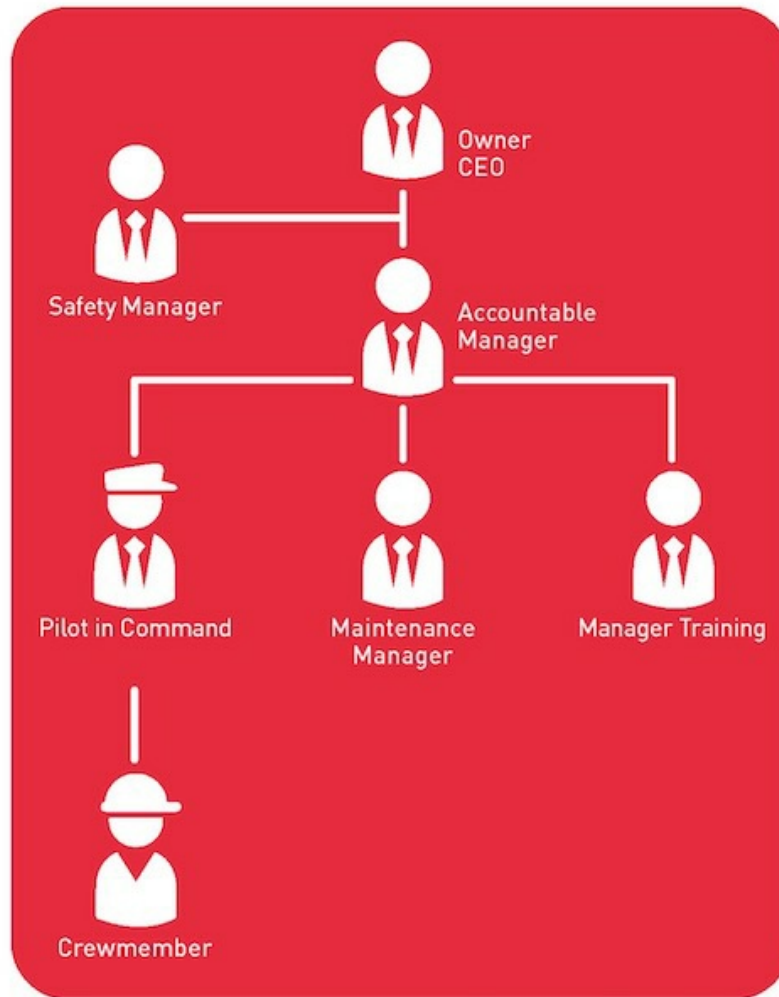 Owner
CEO
Safety Manager
Accountable
Manager
Pilot in Command
Maintenance
Manager
Manager Training
Crewmember